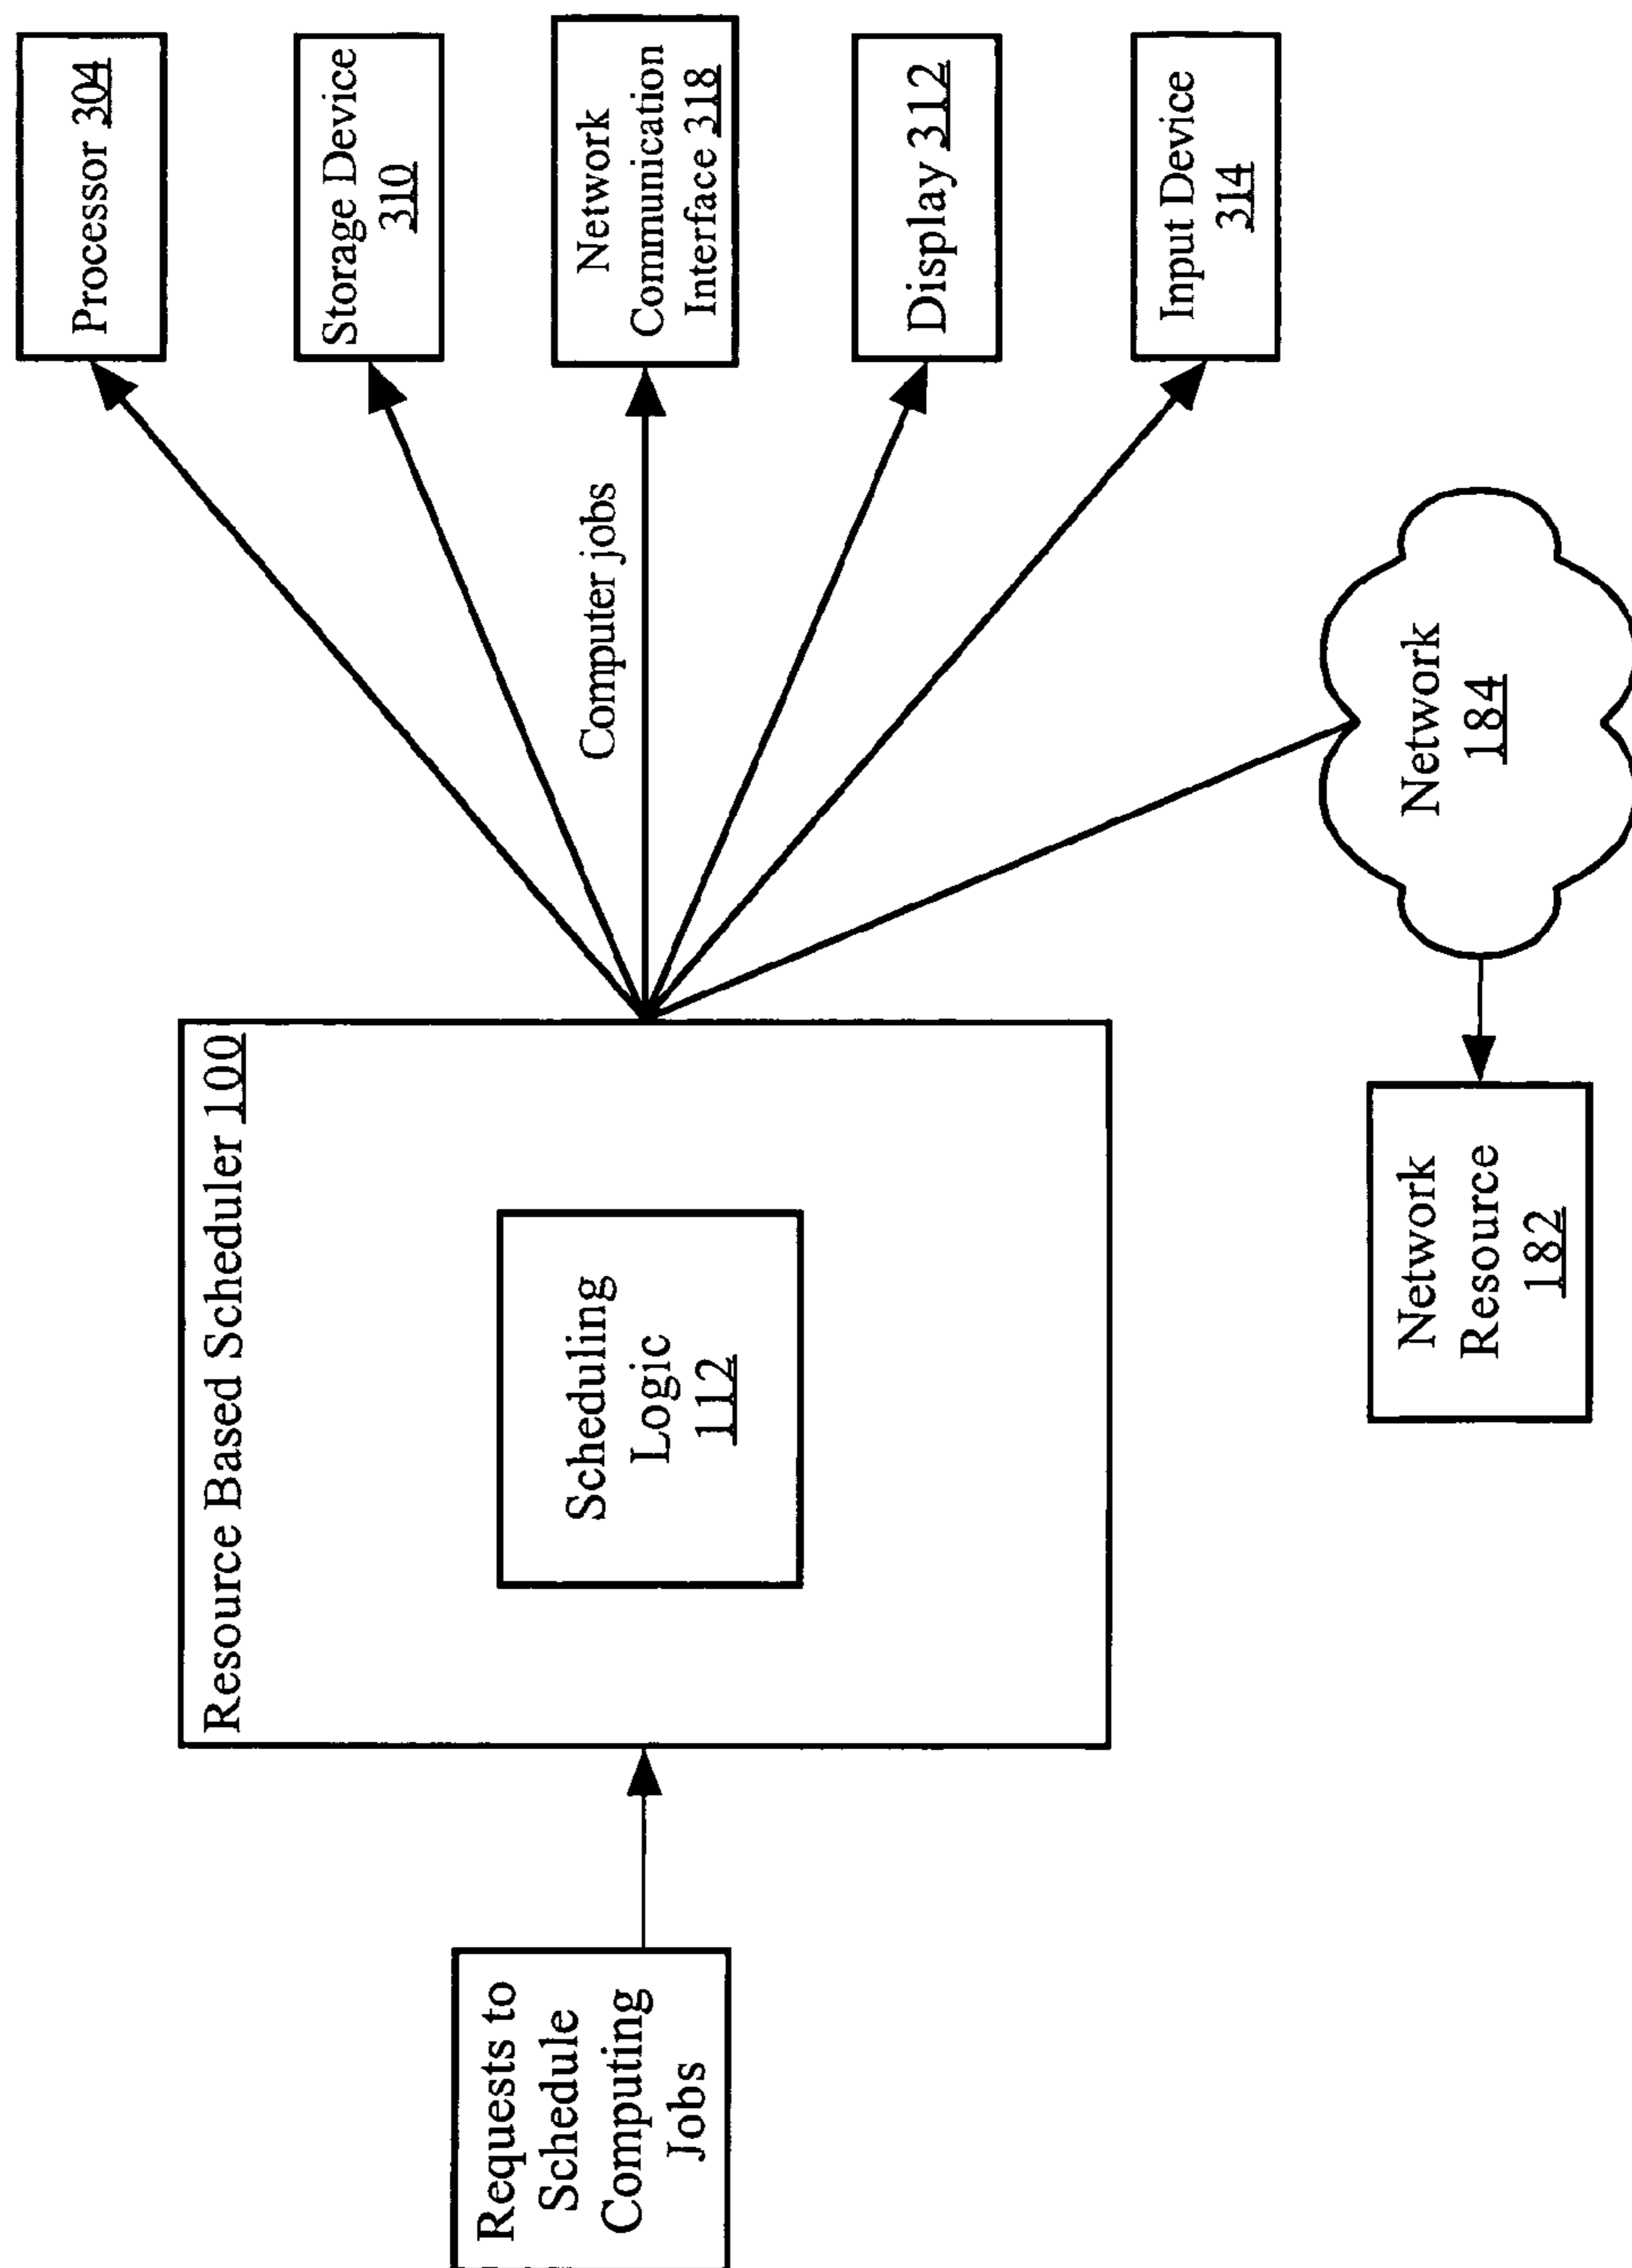 Requests to
Schedule
Computing
Jobs
Resource Based Scheduler 100
Scheduling
Logic
112
Computer jobs
Processor 304
Storage Device
310
Network
Communication
Interface 318
Display 312
Input Device
314
Network
184
Network
Resource
182